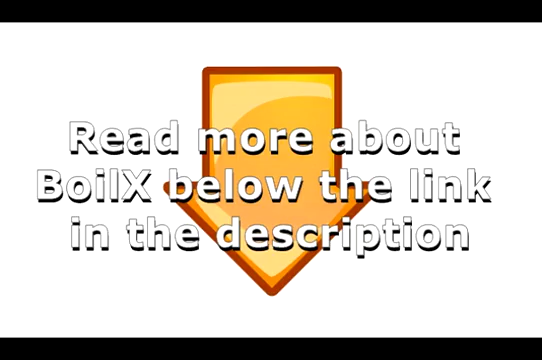 Read more about
BoilX below the link
in the description